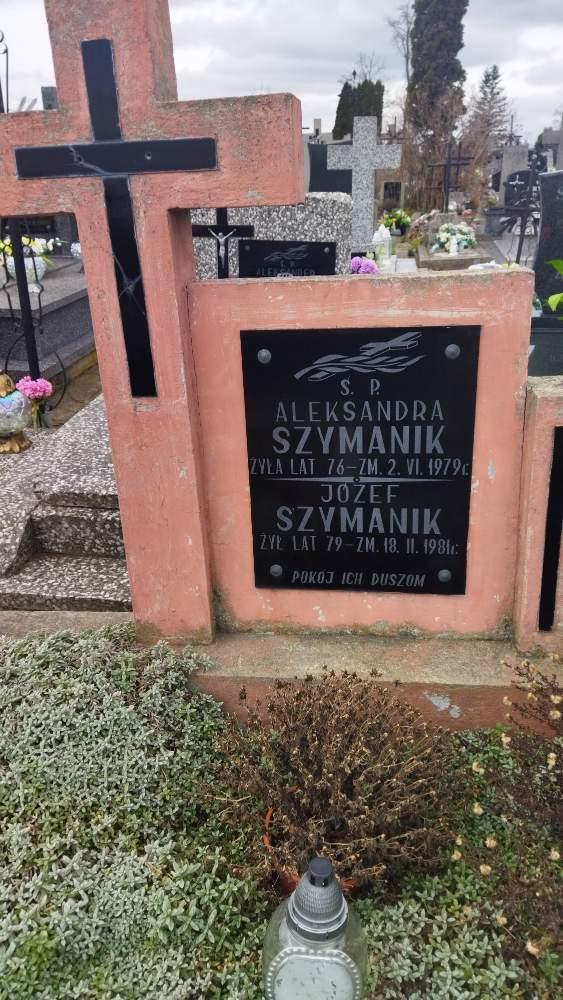 Ś. P.
ALEKSANDER
Ś. P.
ALEKSANDRA
SZYMANIK
ŻYŁA LAT 76 – ZM. 2. VI. 1979 r.
JÓZEF
SZYMANIK
ŻYŁ LAT 79 – ZM. 18. II. 1981 r.
POKÓJ ICH DUSZOM